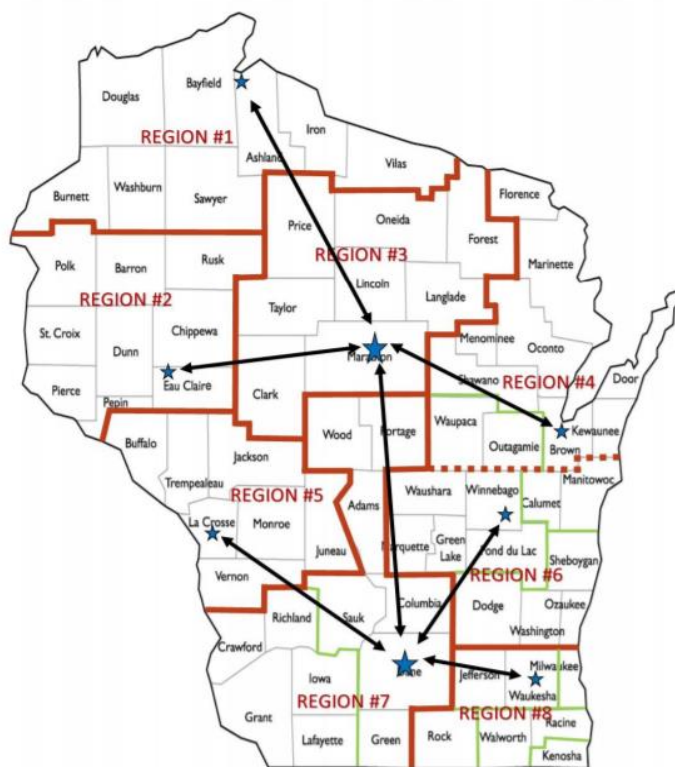 Bayfield
Douglas
REGION #1
Iron
Ashland
Vilas
Burnett
Washburn
Sawyer
Florence
Price
Oneida
Forest
Polk
Barron
Rusk
REGION #3
Marinette
REGION #2
Lincoln
Langlade
Taylor
St. Croix
Chippewa
Dunn
Menominee
Oconto
Marathon
Eau Claire
Shawano
REGION #4
Door
Pierce
Pepin
Clark
Waupaca
Kewaunee
Buffalo
Wood
Portage
Outagamie
Brown
Jackson
Trempealeau
Waushara
Winnebago
Manitowoc
REGION #5
Adams
Calumet
La Crosse
Monroe
Juneau
Marquette
Green
Lake
Fond du Lac
Sheboygan
REGION #6
Vernon
Richland
Sauk
Columbia
Dodge
Ozaukee
Washington
Crawford
Iowa
Dane
Jefferson
Milwaukee
Waukesha
REGION #7
REGION #8
Grant
Lafayette
Green
Rock
Walworth
Racine
Kenosha